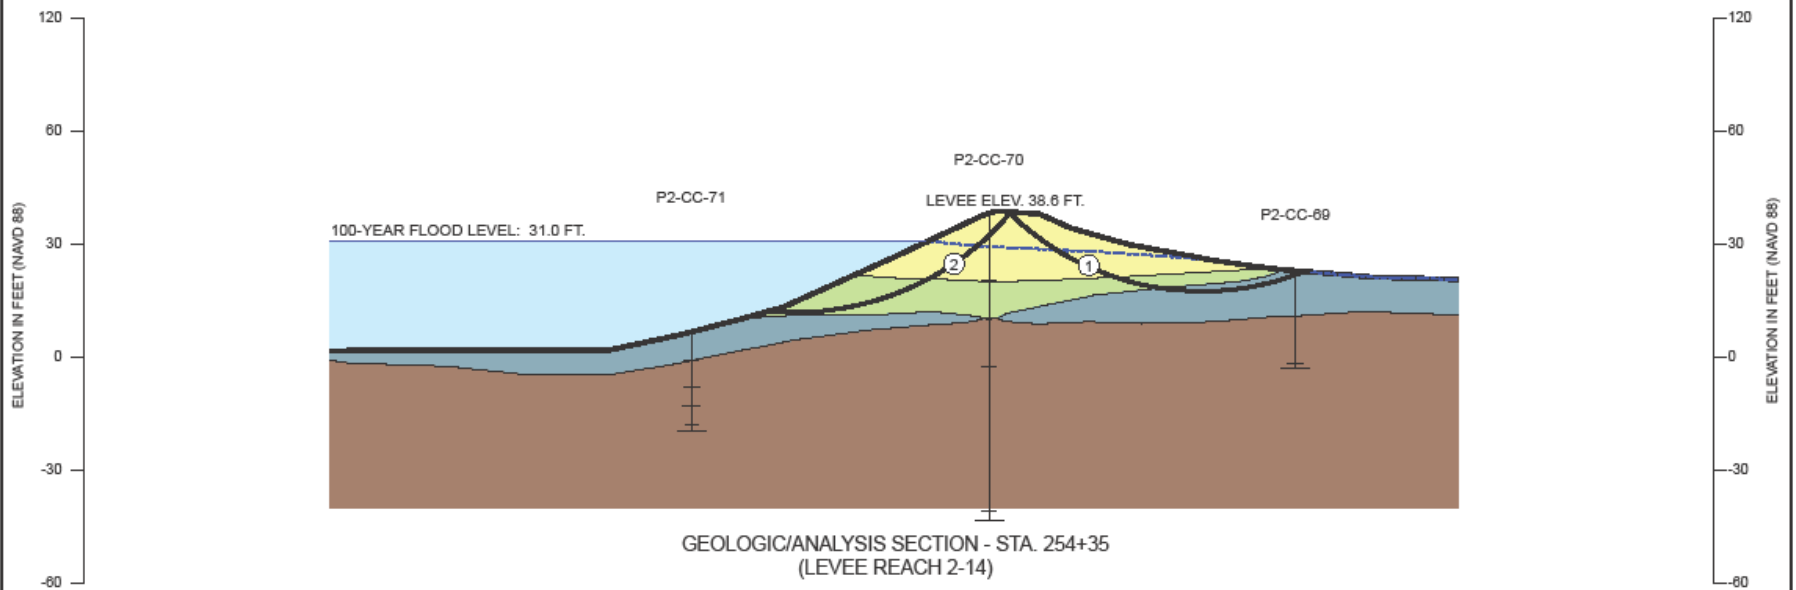 120
120
60
60
P2-CC-70
P2-CC-71
LEVEE ELEV. 38.6 FT.
P2-CC-69
100-YEAR FLOOD LEVEL: 31.0 FT.
30
30
ELEVATION IN FEET (NAVD 88)
ELEVATION IN FEET (NAVD 88)
2
1
0
0
-30
-30
GEOLOGIC/ANALYSIS SECTION - STA. 254+35
(LEVEE REACH 2-14)
-60
-60